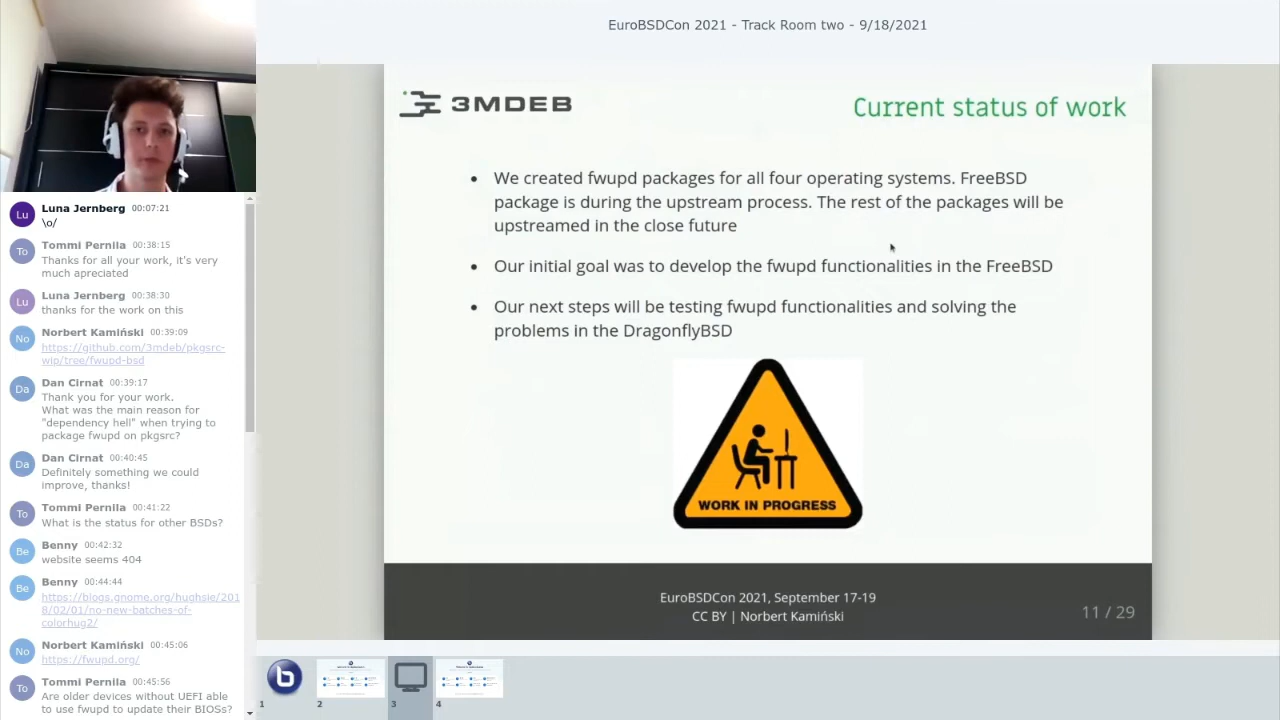 EuroBSDCon 2021 - Track Room two - 9/18/2021
3MDEB
Current status of work
• We created fwupd packages for all four operating systems. FreeBSD
package is during the upstream process. The rest of the packages will be
upstreamed in the close future
• Our initial goal was to develop the fwupd functionalities in the FreeBSD
• Our next steps will be testing fwupd functionalities and solving the
problems in the DragonflyBSD
WORK IN PROGRESS
EuroBSDCon 2021, September 17-19
CC BY | Norbert Kamiński
11 / 29
Lu
Luna Jernberg 00:07:21
\o/
To
Tommi Pernila 00:38:15
Thanks for all your work, it's very
much apreciated
Lu
Luna Jernberg 00:38:30
thanks for the work on this
No
Norbert Kamiński 00:39:09
https://github.com/3mdeb/pkgsrc-
wip/tree/fwupd-bsd
Da
Dan Cirnat 00:39:17
Thank you for your work.
What was the main reason for
"dependency hell" when trying to
package fwupd on pkgsrc?
Da
Dan Cirnat 00:40:45
Definitely something we could
improve, thanks!
To
Tommi Pernila 00:41:22
What is the status for other BSDs?
Be
Benny 00:42:32
website seems 404
Be
Benny 00:44:44
https://blogs.gnome.org/hughsie/201
8/02/01/no-new-batches-of-
colorhug2/
No
Norbert Kamiński 00:45:06
https://fwupd.org/
To
Tommi Pernila 00:45:56
Are older devices without UEFI able
to use fwupd to update their BIOSs?
b
1
2
3
4